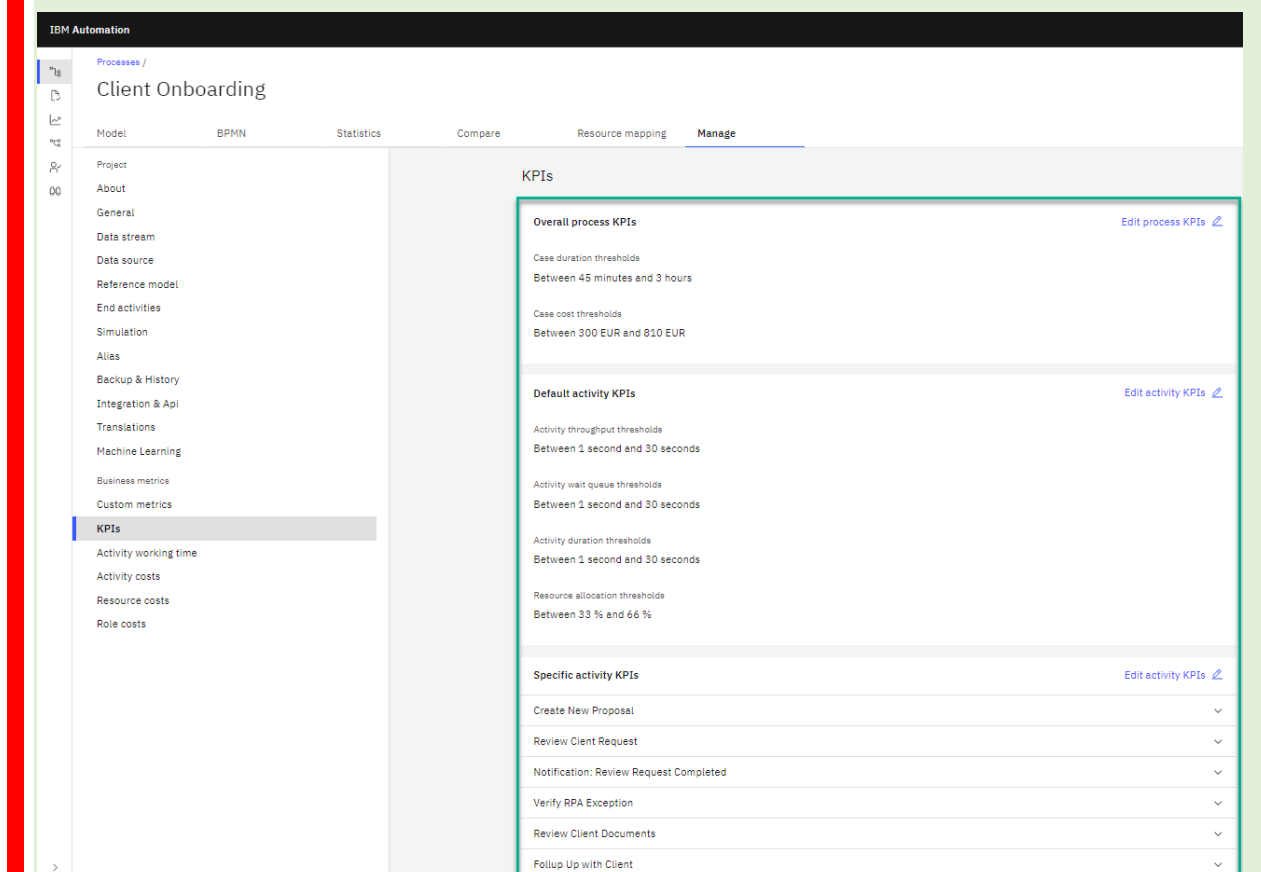 IBM Automation
Processes /
Client Onboarding
Model BPMN Statistics Compare Resource mapping Manage
Project
About
General
Data stream
Data source
Reference model
End activities
Simulation
Alias
Backup & History
Integration & Api
Translations
Machine Learning
Business metrics
Custom metrics
KPIs
Activity working time
Activity costs
Resource costs
Role costs
KPIs
Overall process KPIs Edit process KPIs
Case duration thresholds
Between 45 minutes and 3 hours
Case cost thresholds
Between 300 EUR and 810 EUR
Default activity KPIs Edit activity KPIs
Activity throughput thresholds
Between 1 second and 30 seconds
Activity wait queue thresholds
Between 1 second and 30 seconds
Activity duration thresholds
Between 1 second and 30 seconds
Resource allocation thresholds
Between 33 % and 66 %
Specific activity KPIs Edit activity KPIs
Create New Proposal
Review Cient Request
Notification: Review Request Completed
Verify RPA Exception
Review Client Documents
Follup Up with Client